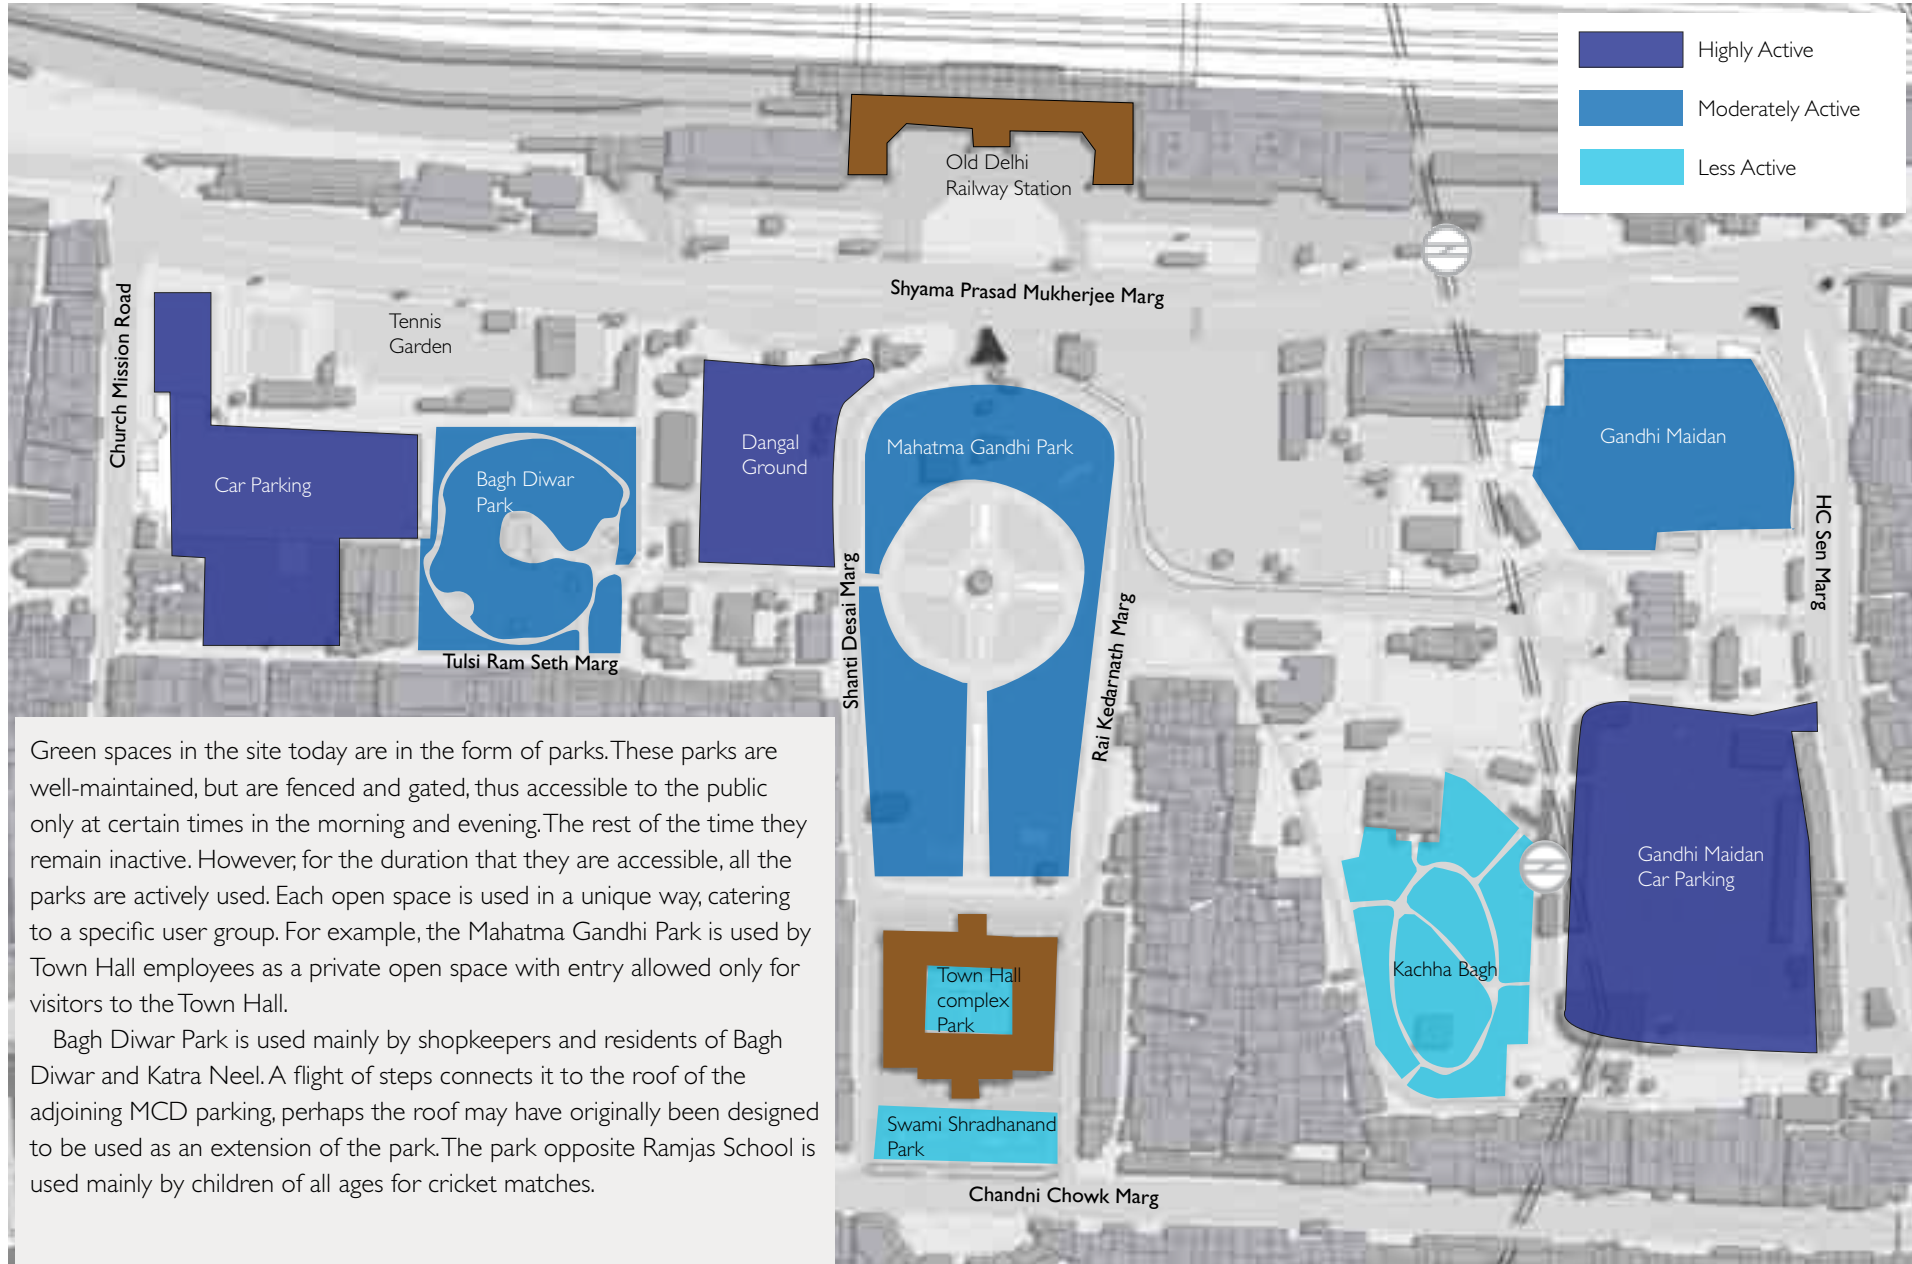 Highly Active
Moderately Active
Less Active
Old Delhi
Railway Station
Shyama Prasad Mukherjee Marg
Church Mission Road
Tennis
Garden
Car Parking
Bagh Diwar
Park
Dangal
Ground
Mahatma Gandhi Park
Gandhi Maidan
HC Sen Marg
Shanti Desai Marg
Rai Kedarnath Marg
Tulsi Ram Seth Marg
Green spaces in the site today are in the form of parks. These parks are
well-maintained, but are fenced and gated, thus accessible to the public
only at certain times in the morning and evening. The rest of the time they
remain inactive. However, for the duration that they are accessible, all the
parks are actively used. Each open space is used in a unique way, catering
to a specific user group. For example, the Mahatma Gandhi Park is used by
Town Hall employees as a private open space with entry allowed only for
visitors to the Town Hall.
Bagh Diwar Park is used mainly by shopkeepers and residents of Bagh
Diwar and Katra Neel. A flight of steps connects it to the roof of the
adjoining MCD parking, perhaps the roof may have originally been designed
to be used as an extension of the park. The park opposite Ramjas School is
used mainly by children of all ages for cricket matches.
Gandhi Maidan
Car Parking
Kachha Bagh
Town Hall
complex
Park
Swami Shradhanand
Park
Chandni Chowk Marg